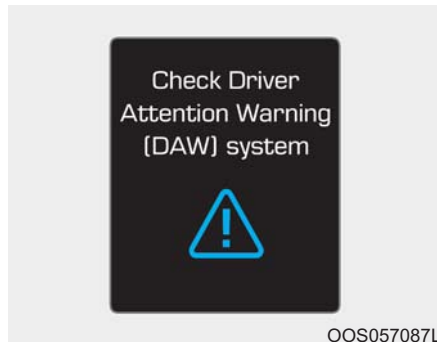 Check Driver
Attention Warning
(DAW) system
OOS057087L